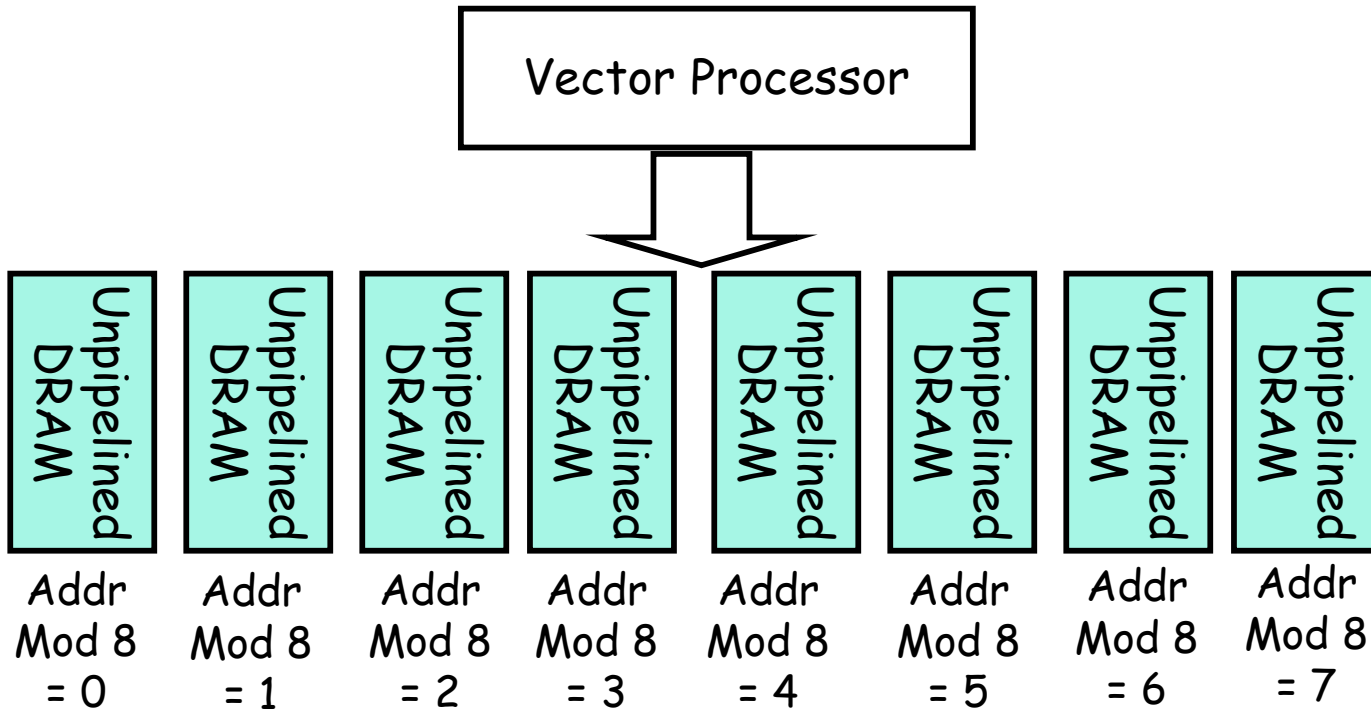 Vector Processor
Unpipelined
DRAM
Unpipelined
DRAM
Unpipelined
DRAM
Unpipelined
DRAM
Unpipelined
DRAM
Unpipelined
DRAM
Unpipelined
DRAM
Unpipelined
DRAM
Addr
Mod 8
= 0
Addr
Mod 8
= 1
Addr
Mod 8
= 2
Addr
Mod 8
= 3
Addr
Mod 8
= 4
Addr
Mod 8
= 5
Addr
Mod 8
= 6
Addr
Mod 8
= 7